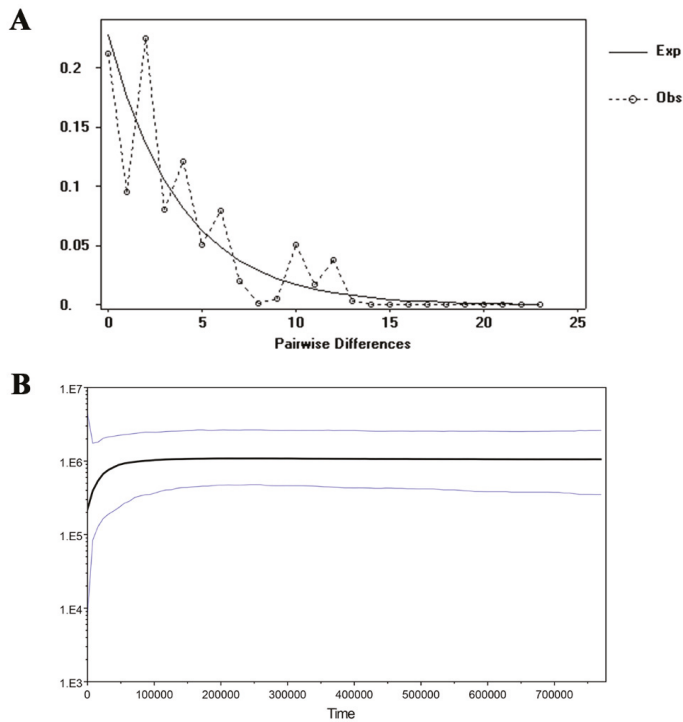 A
0.2
0.15
0.1
0.05
0.
0 5 10 15 20 25
Pairwise Differences
Exp
Obs
B
1.E7
1.E6
1.E5
1.E4
1.E3
0 100000 200000 300000 400000 500000 600000 700000
Time